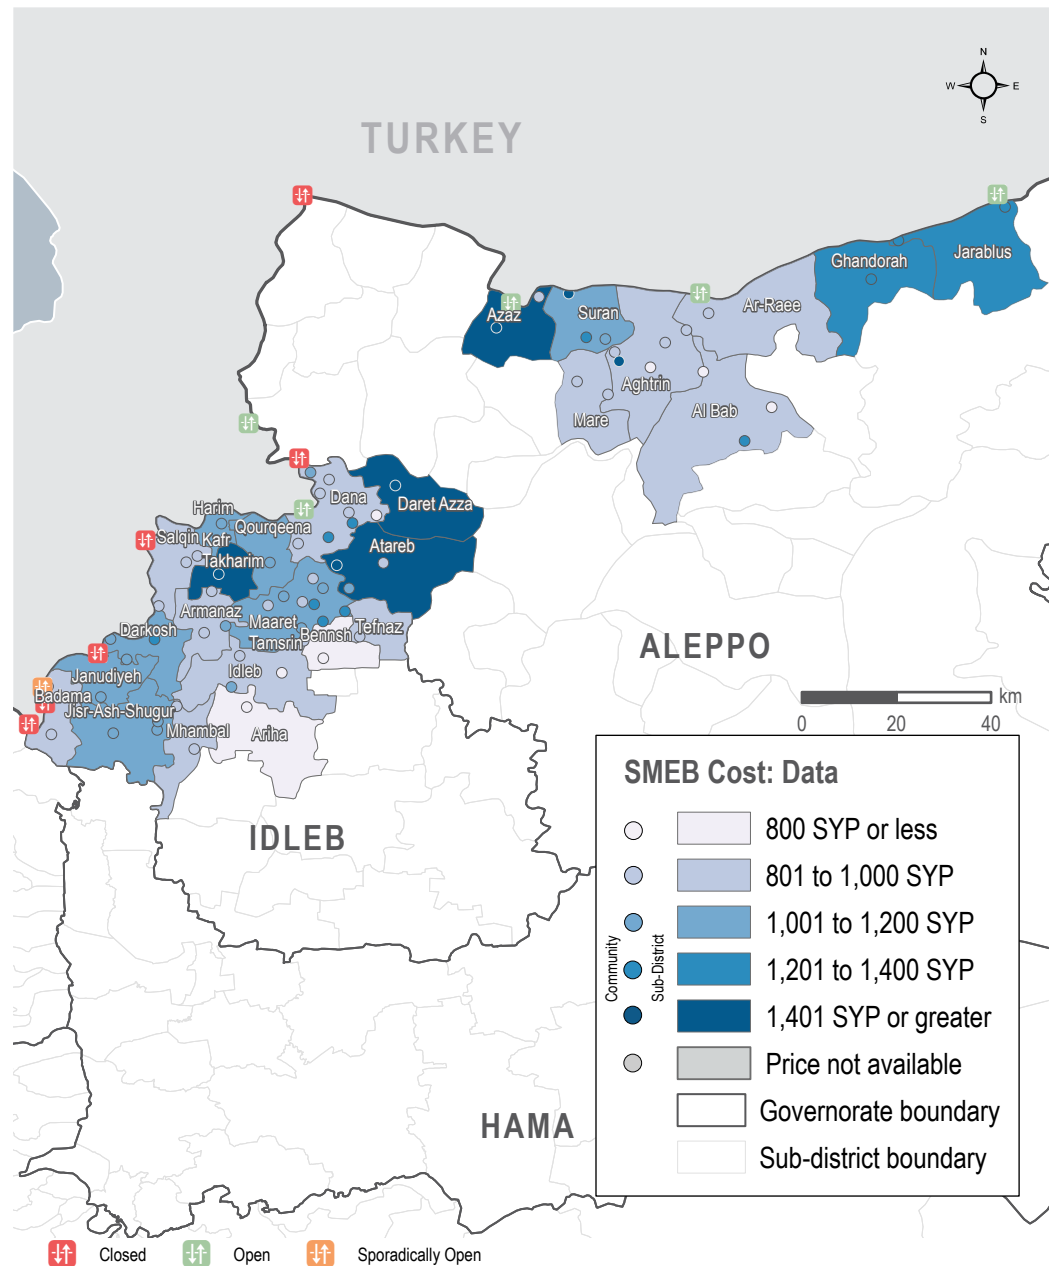 N
W
E
S
TURKEY
Ghandorah
Jarablus
Ar-Raee
Azaz
Suran
Aghtrin
Al Bab
Mare
Dana
Daret Azza
Harim
Qourqeena
Salqin
Kafr
Takharim
Atareb
Armanaz
Maaret
Tamsrin
Bennsh
Tefnaz
Darkosh
Janudiyeh
Idleb
Badama
Jisr-Ash-Shugur
Mhambal
Ariha
ALEPPO
km
0
20
40
IDLEB
HAMA
SMEB Cost: Data
800 SYP or less
801 to 1,000 SYP
1,001 to 1,200 SYP
1,201 to 1,400 SYP
1,401 SYP or greater
Price not available
Governorate boundary
Sub-district boundary
Community
Sub-District
Closed
Open
Sporadically Open